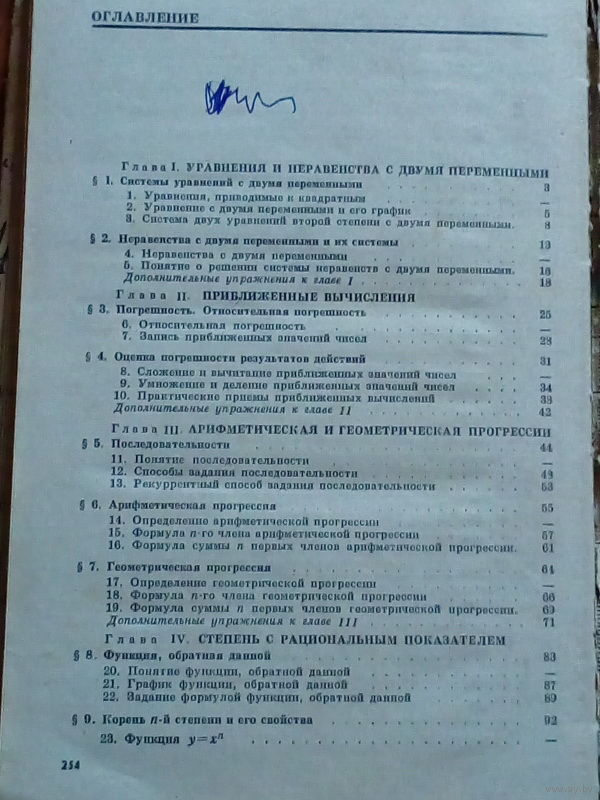 ОГЛАВЛЕНИЕ
Глава I. УРАВНЕНИЯ И НЕРАВЕНСТВА С ДВУМЯ ПЕРЕМЕННЫМИ
§ 1. Системы уравнений с двумя переменными . . . . . . . . 3
1. Уравнения, приводимые к квадратным . . . . . . . . —
2. Уравнение с двумя переменными и его график . . . . . . 5
3. Система двух уравнений второй степени с двумя переменными. 8
§ 2. Неравенства с двумя переменными и их системы . . . . . . 13
4. Неравенства с двумя переменными . . . . . . . . —
5. Понятие о решении системы неравенств с двумя переменными. 16
Дополнительные упражнения к главе I . . . . . . . . 18
Глава II. ПРИБЛИЖЕННЫЕ ВЫЧИСЛЕНИЯ
§ 3. Погрешность. Относительная погрешность . . . . . . . . 25
6. Относительная погрешность . . . . . . . . —
7. Запись приближенных значений чисел . . . . . . . . 28
§ 4. Оценка погрешности результатов действий . . . . . . . . 31
8. Сложение и вычитание приближенных значений чисел . . . —
9. Умножение и деление приближенных значений чисел . . . 34
10. Практические приемы приближенных вычислений . . . . . 38
Дополнительные упражнения к главе II . . . . . . . . 42
Глава III. АРИФМЕТИЧЕСКАЯ И ГЕОМЕТРИЧЕСКАЯ ПРОГРЕССИИ
§ 5. Последовательности . . . . . . . . 44
11. Понятие последовательности . . . . . . . . —
12. Способы задания последовательности . . . . . . . . 48
13. Рекуррентный способ задания последовательности . . . . . 53
§ 6. Арифметическая прогрессия . . . . . . . . 55
14. Определение арифметической прогрессии . . . . . . . . —
15. Формула n-го члена арифметической прогрессии . . . . . . 57
16. Формула суммы n первых членов арифметической прогрессии. 61
§ 7. Геометрическая прогрессия . . . . . . . . 64
17. Определение геометрической прогрессии . . . . . . . . —
18. Формула n-го члена геометрической прогрессии . . . . . . 66
19. Формула суммы n первых членов геометрической прогрессии. 69
Дополнительные упражнения к главе III . . . . . . . . 71
Глава IV. СТЕПЕНЬ С РАЦИОНАЛЬНЫМ ПОКАЗАТЕЛЕМ
§ 8. Функция, обратная данной . . . . . . . . 83
20. Понятие функции, обратной данной . . . . . . . . —
21. График функции, обратной данной . . . . . . . . 87
22. Задание формулой функции, обратной данной . . . . . . 89
§ 9. Корень n-й степени и его свойства . . . . . . . . 92
23. Функция y=xⁿ . . . . . . . . —
254